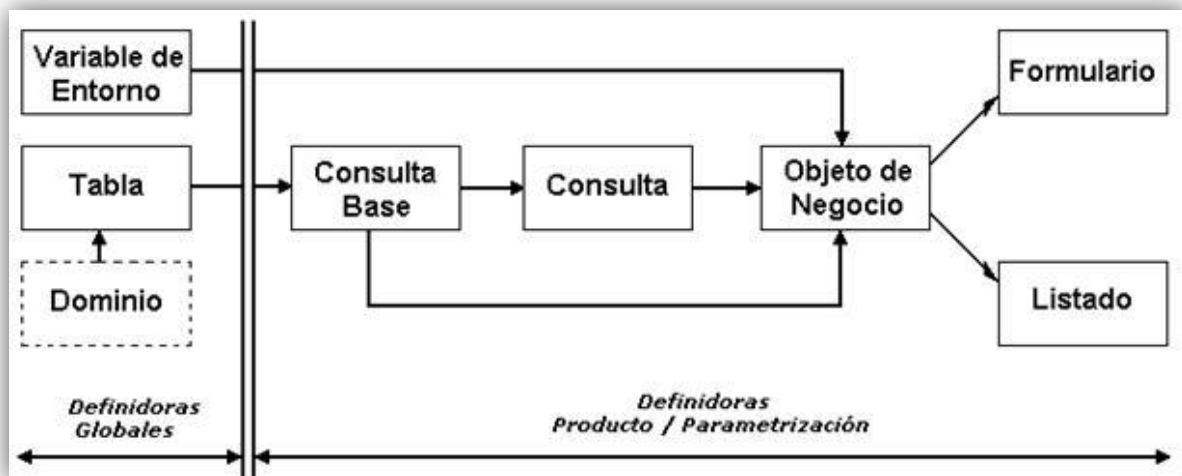 Variable de
Entorno
Formulario
Tabla
Consulta
Base
Consulta
Objeto de
Negocio
Dominio
Listado
Definidoras
Globales
Definidoras
Producto / Parametrización